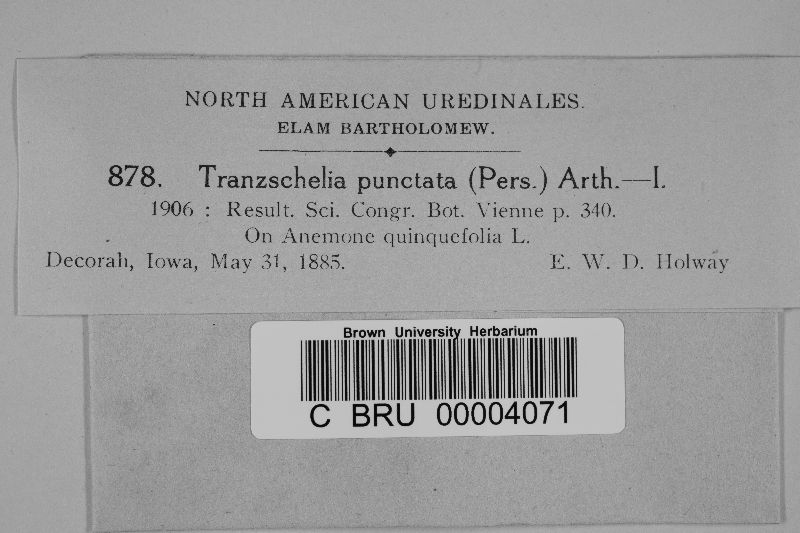 NORTH AMERICAN UREDINALES.
ELAM BARTHOLOMEW.
878. Tranzschelia punctata (Pers.) Arth.—I.
1906 : Result. Sci. Congr. Bot. Vienne p. 340.
On Anemone quinquefolia L.
Decorah, Iowa, May 31, 1885. E. W. D. Holway
Brown University Herbarium
C BRU 00004071